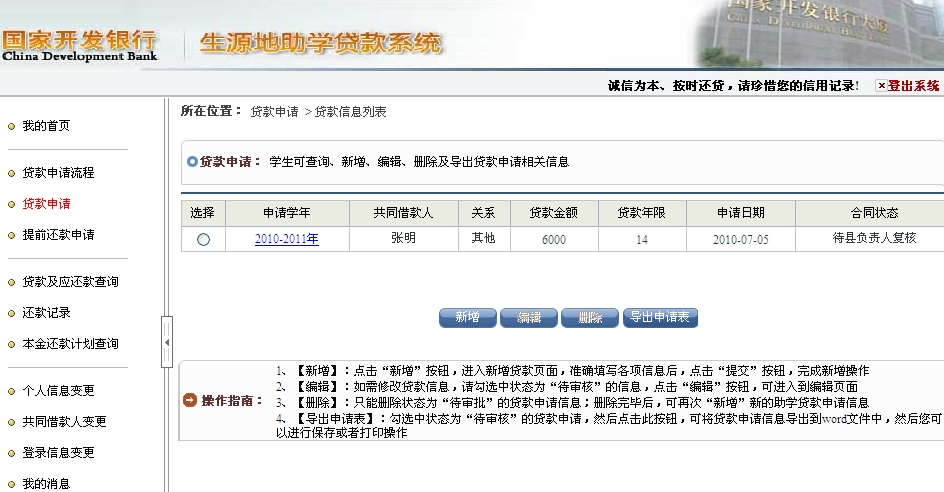 国家开发银行大厦
China Development Bank
国家开发银行
China Development Bank
生源地助学贷款系统
诚信为本、按时还贷，请珍惜您的信用记录!
登出系统
所在位置： 贷款申请 >贷款信息列表
我的首页
贷款申请流程
贷款申请
提前还款申请
贷款及应还款查询
还款记录
本金还款计划查询
个人信息变更
共同借款人变更
登录信息变更
我的消息
贷款申请： 学生可查询、新增、编辑、删除及导出贷款申请相关信息
选择 申请学年 共同借款人 关系 贷款金额 贷款年限 申请日期 合同状态
2010-2011年 张明 其他 6000 14 2010-07-05 待县负责人复核
新增 编辑 删除 导出申请表
操作指南：
1、【新增】：点击“新增”按钮，进入新增贷款页面，准确填写各项信息后，点击“提交”按钮，完成新增操作
2、【编辑】：如需修改贷款信息，请勾选中状态为“待审核”的信息，点击“编辑”按钮，可进入到编辑页面
3、【删除】：只能删除状态为“待审批”的贷款申请信息；删除完毕后，可再次“新增”新的助学贷款申请信息
4、【导出申请表】：勾选中状态为“待审核”的贷款申请，然后点击此按钮，可将贷款申请信息导出到word文件中，然后您可
以进行保存或者打印操作